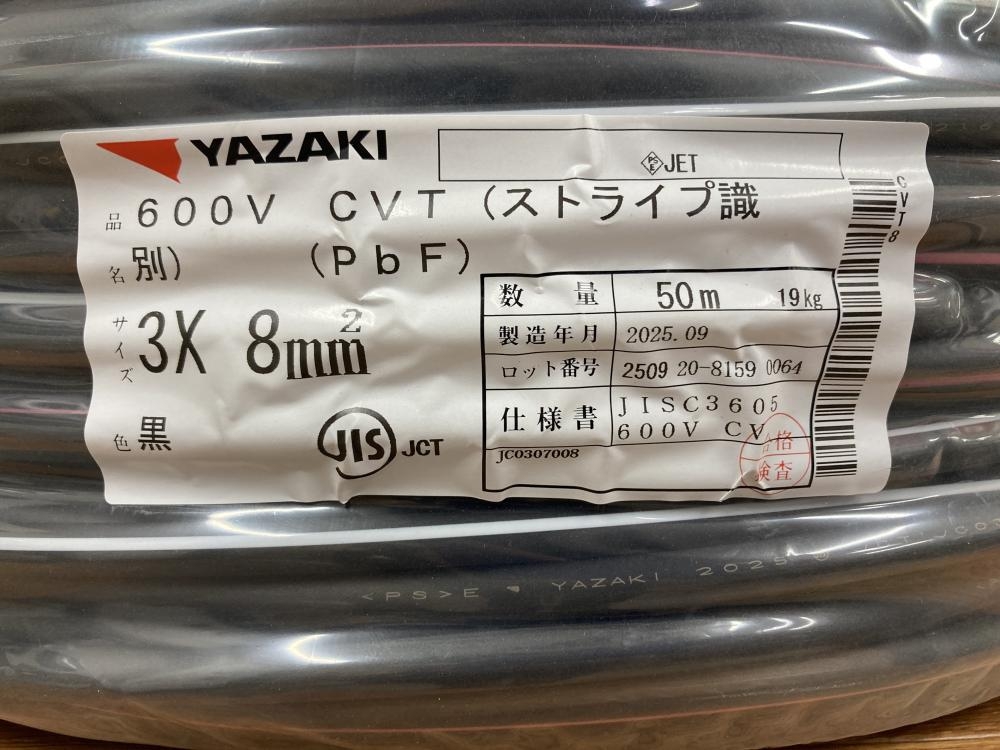 YAZAKI
PS
E JET
品名 600V CVT(ストライプ識
別) (PbF)
サイズ 3X 8mm²
色 黒
JIS JCT
数量 50m 19kg
製造年月 2025.09
ロット番号 2509 20-8159 0064
仕様書 JISC3605
600V CV
JC0307008
合格
検査
CVT8
<PS>E YAZAKI 2025